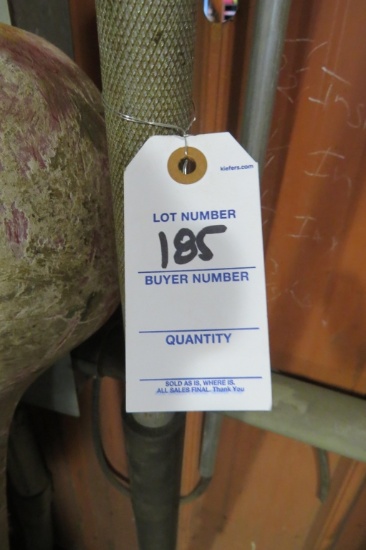 kiefers.com
LOT NUMBER
185
BUYER NUMBER
QUANTITY
SOLD AS IS, WHERE IS.
ALL SALES FINAL. Thank You